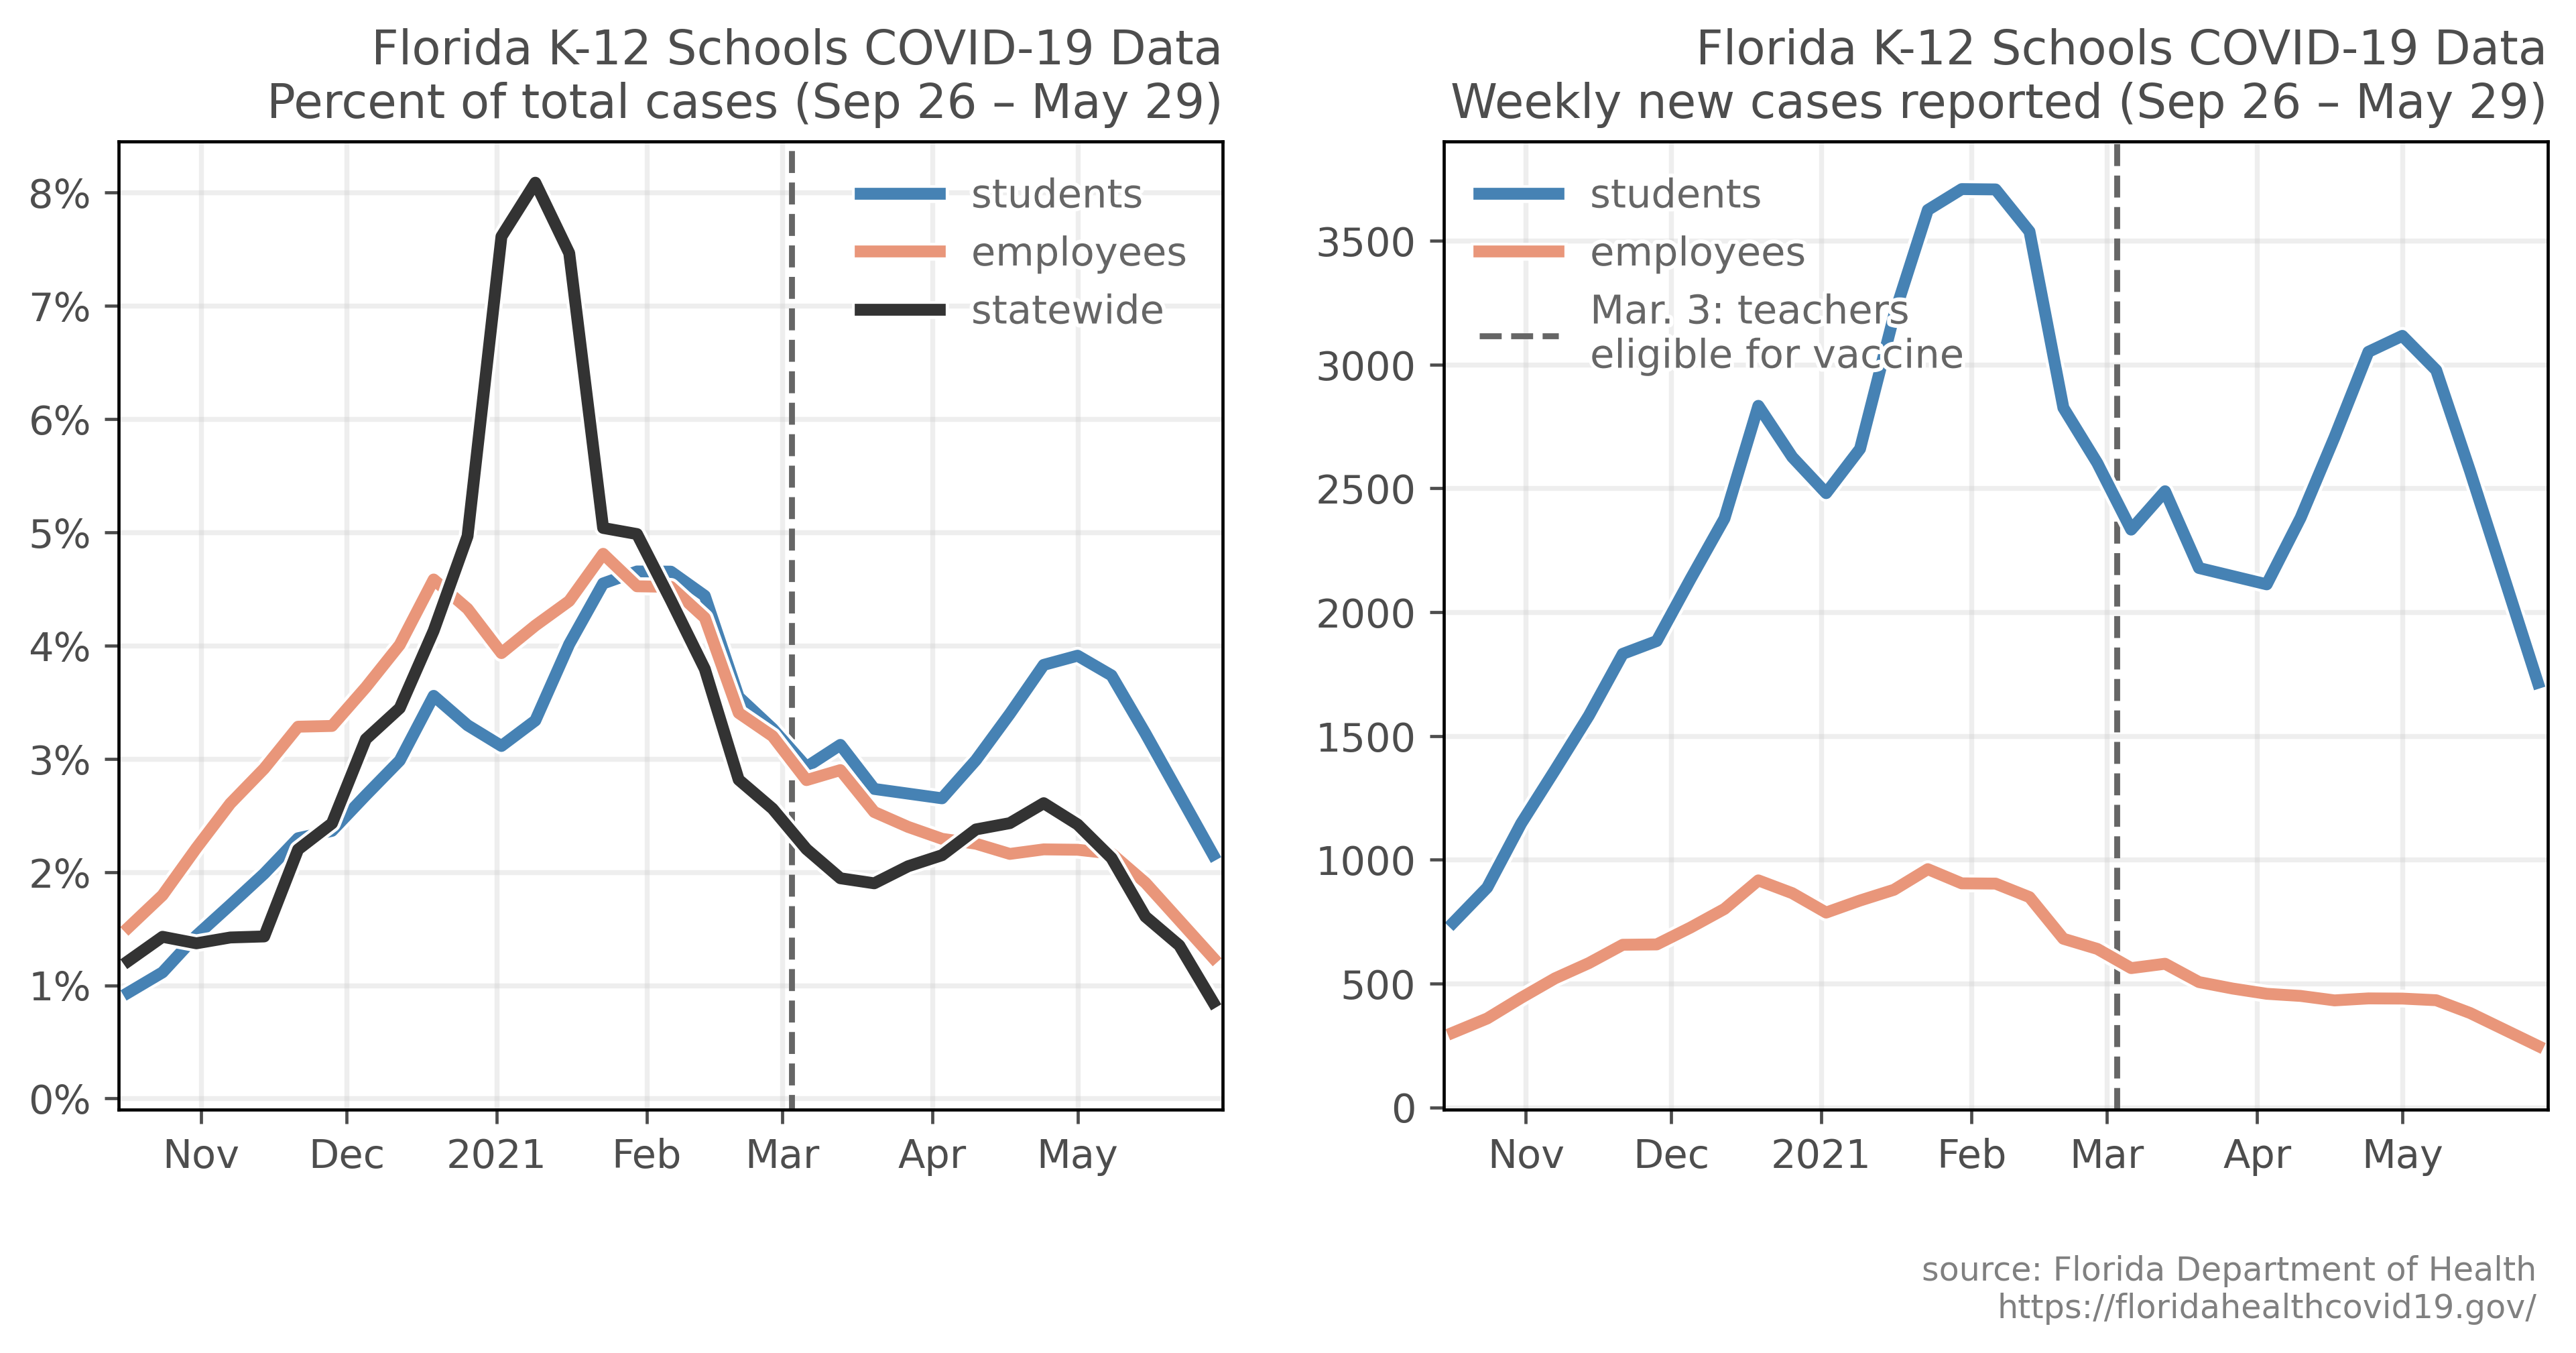 Florida K-12 Schools COVID-19 Data
Percent of total cases (Sep 26 – May 29)
8%
7%
6%
5%
4%
3%
2%
1%
0%
students
employees
statewide
Nov
Dec
2021
Feb
Mar
Apr
May
Florida K-12 Schools COVID-19 Data
Weekly new cases reported (Sep 26 – May 29)
3500
3000
2500
2000
1500
1000
500
0
students
employees
Mar. 3: teachers
eligible for vaccine
Nov
Dec
2021
Feb
Mar
Apr
May
source: Florida Department of Health
https://floridahealthcovid19.gov/